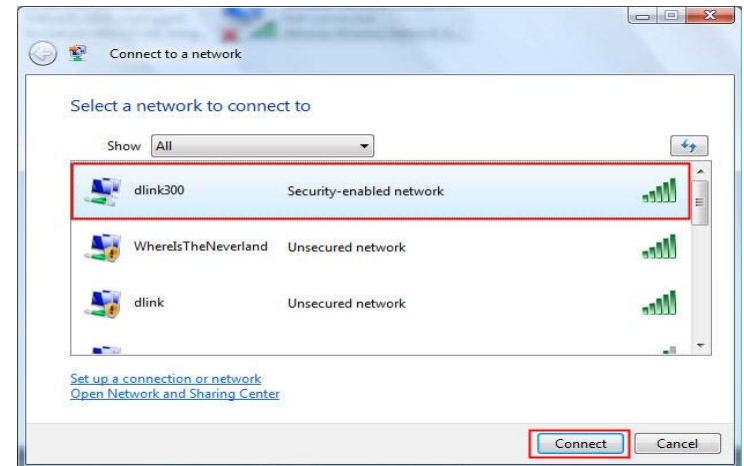 Connect to a network
Select a network to connect to
Show All
dlink300 Security-enabled network
WhereIsTheNeverland Unsecured network
dlink Unsecured network
Set up a connection or network
Open Network and Sharing Center
Connect Cancel